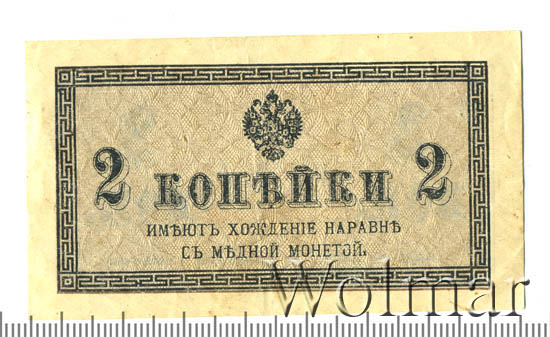 2 КОПѢЙКИ 2
ИМѢЮТЪ ХОЖДЕНІЕ НАРАВНѢ
СЪ МѢДНОЙ МОНЕТОЙ.
Wolmar